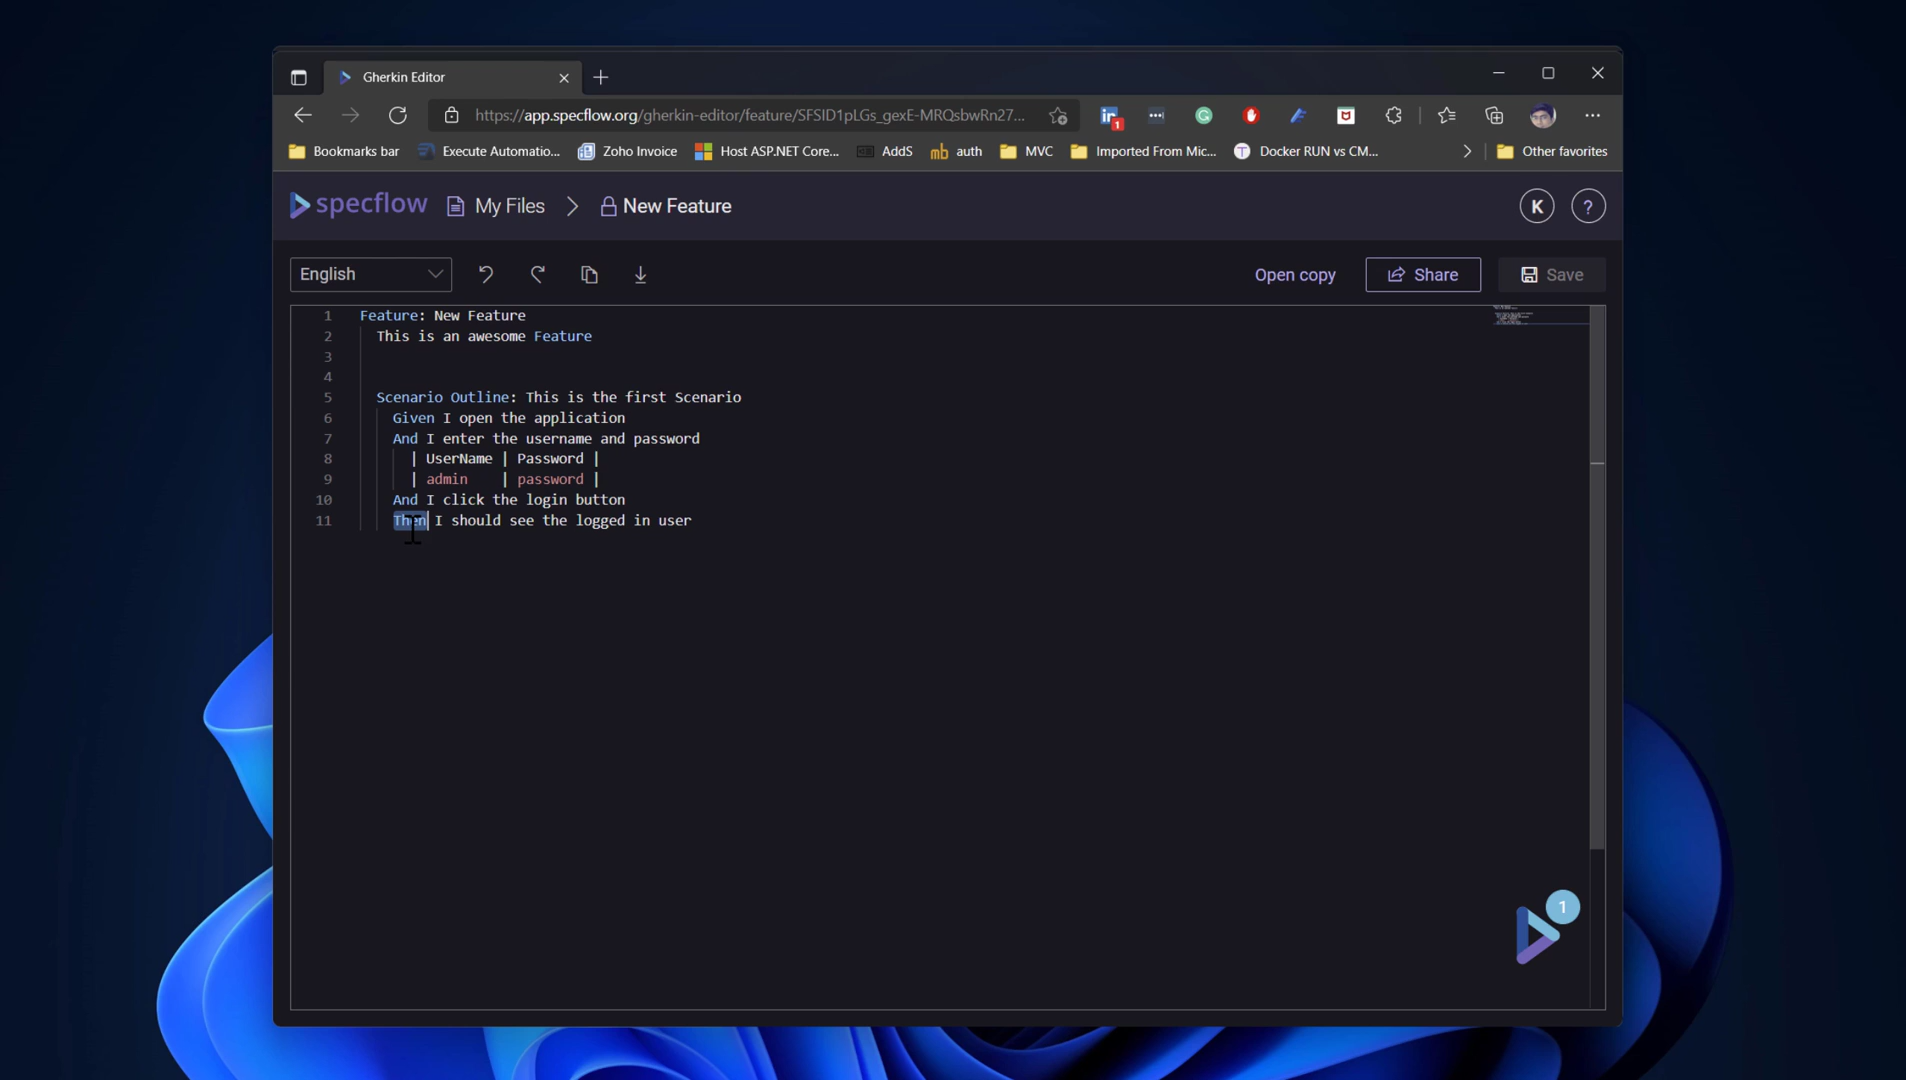 Gherkin Editor
https://app.specflow.org/gherkin-editor/feature/SFSID1pLGs_gexE-MRQsbwRn27...
in 1
Bookmarks bar Execute Automatio... Zoho Invoice Host ASP.NET Core... AddS mb auth MVC Imported From Mic... T Docker RUN vs CM... Other favorites
specflow My Files New Feature K ?
English Open copy Share Save
1 Feature: New Feature
2 This is an awesome Feature
3
4
5 Scenario Outline: This is the first Scenario
6 Given I open the application
7 And I enter the username and password
8 | UserName | Password |
9 | admin | password |
10 And I click the login button
11 Then I should see the logged in user
1